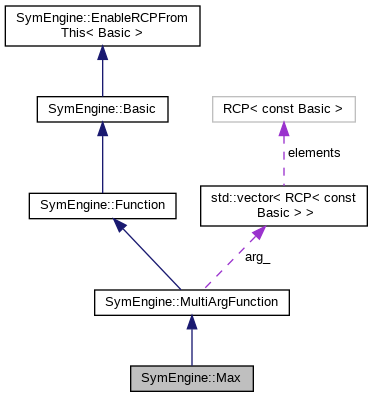 SymEngine::EnableRCPFrom
This< Basic >
SymEngine::Basic
RCP< const Basic >
elements
SymEngine::Function
std::vector< RCP< const
Basic > >
arg_
SymEngine::MultiArgFunction
SymEngine::Max